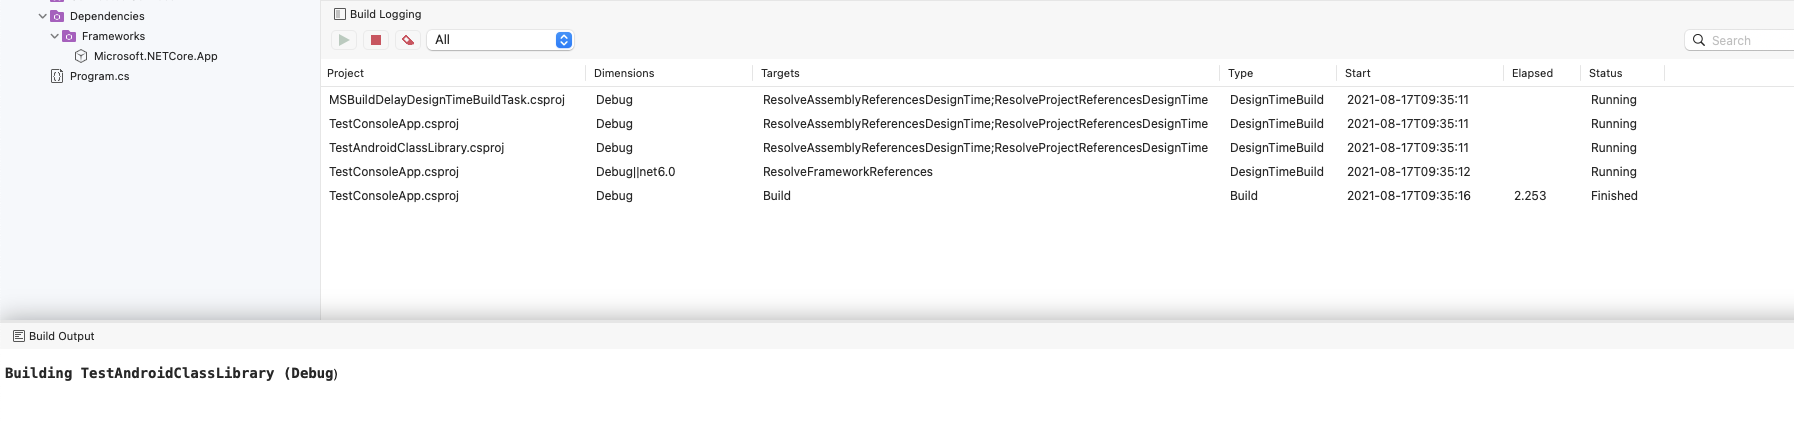 Dependencies
Frameworks
Microsoft.NETCore.App
Program.cs
Build Logging
All
Search
Project Dimensions Targets Type Start Elapsed Status
MSBuildDelayDesignTimeBuildTask.csproj Debug ResolveAssemblyReferencesDesignTime;ResolveProjectReferencesDesignTime DesignTimeBuild 2021-08-17T09:35:11 Running
TestConsoleApp.csproj Debug ResolveAssemblyReferencesDesignTime;ResolveProjectReferencesDesignTime DesignTimeBuild 2021-08-17T09:35:11 Running
TestAndroidClassLibrary.csproj Debug ResolveAssemblyReferencesDesignTime;ResolveProjectReferencesDesignTime DesignTimeBuild 2021-08-17T09:35:11 Running
TestConsoleApp.csproj Debug||net6.0 ResolveFrameworkReferences DesignTimeBuild 2021-08-17T09:35:12 Running
TestConsoleApp.csproj Debug Build Build 2021-08-17T09:35:16 2.253 Finished
Build Output
Building TestAndroidClassLibrary (Debug)